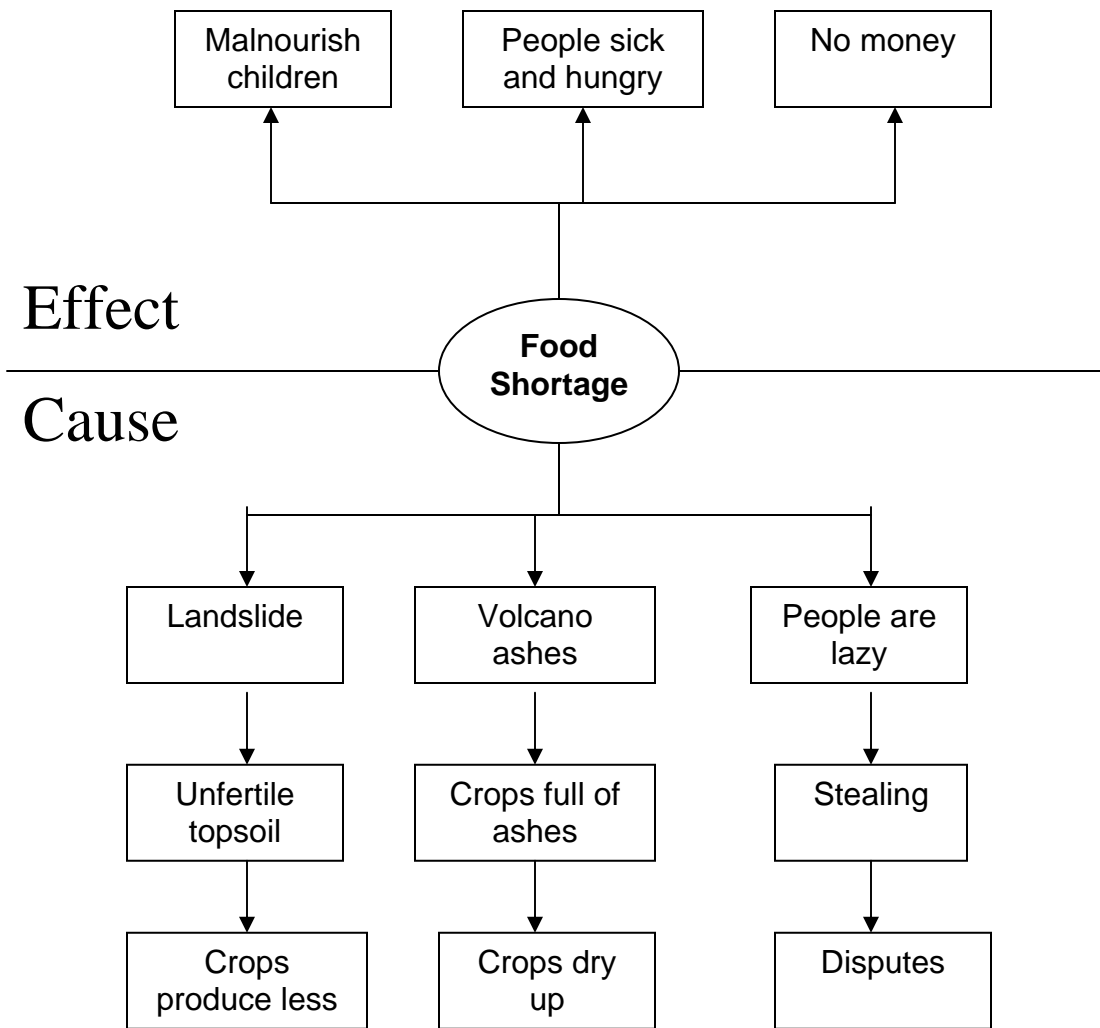 Malnourish
children
People sick
and hungry
No money
Effect
Food
Shortage
Cause
Landslide
Volcano
ashes
People are
lazy
Unfertile
topsoil
Crops full of
ashes
Stealing
Crops
produce less
Crops dry
up
Disputes